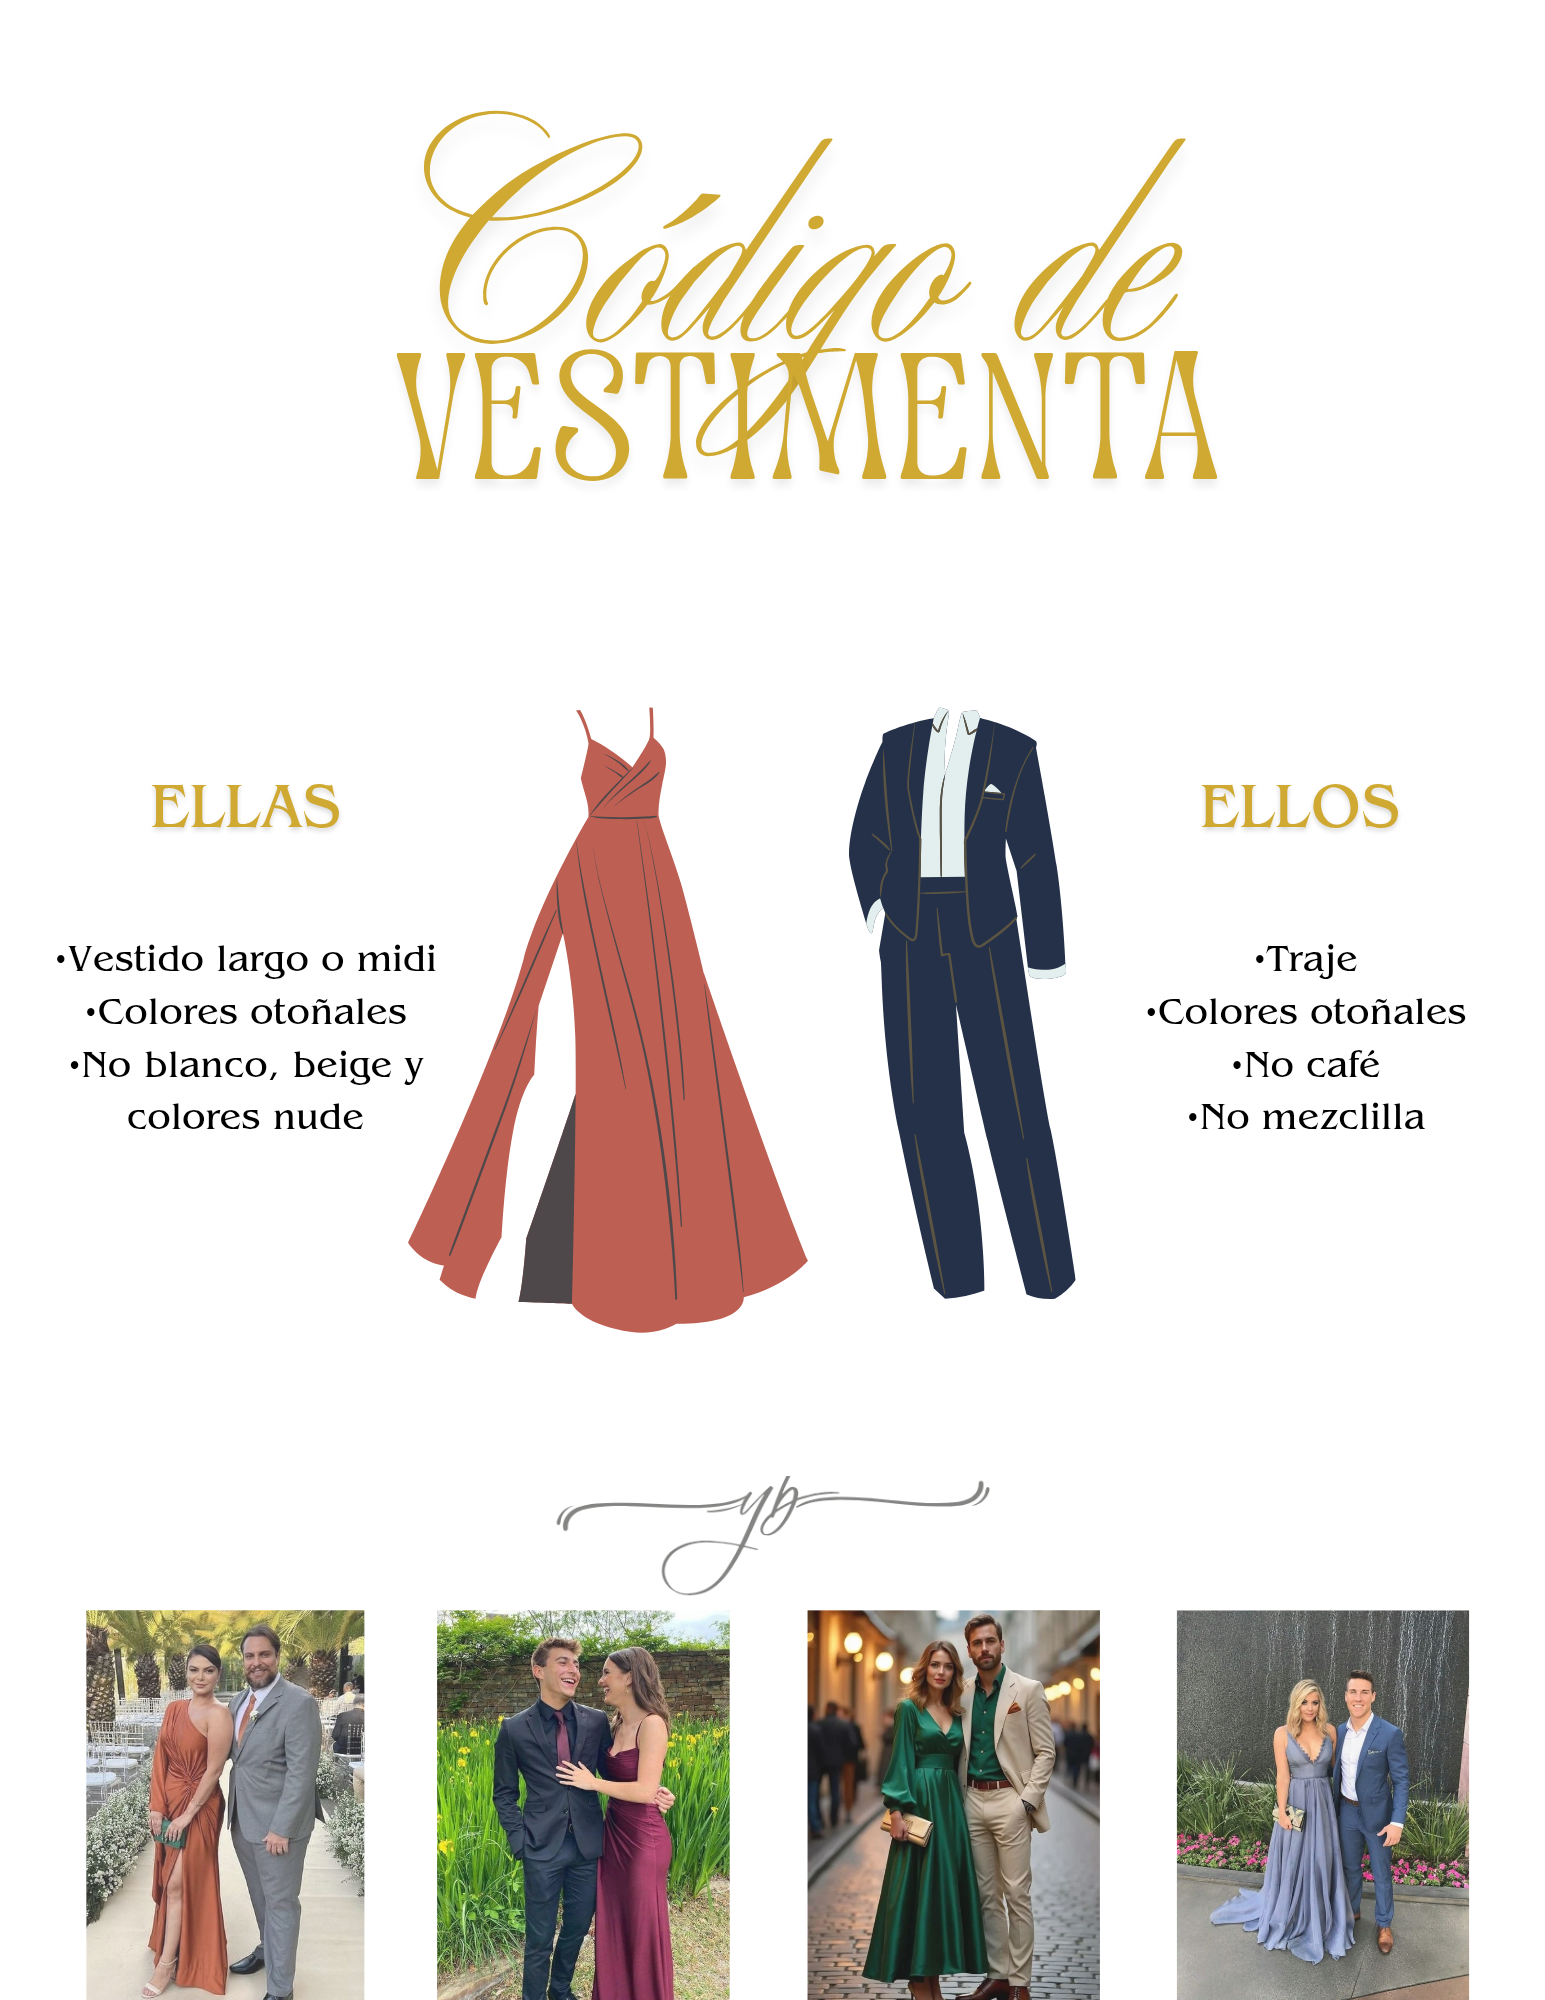 Código de
VESTIMENTA
ELLAS
•Vestido largo o midi
•Colores otoñales
•No blanco, beige y
colores nude
ELLOS
•Traje
•Colores otoñales
•No café
•No mezclilla
yb